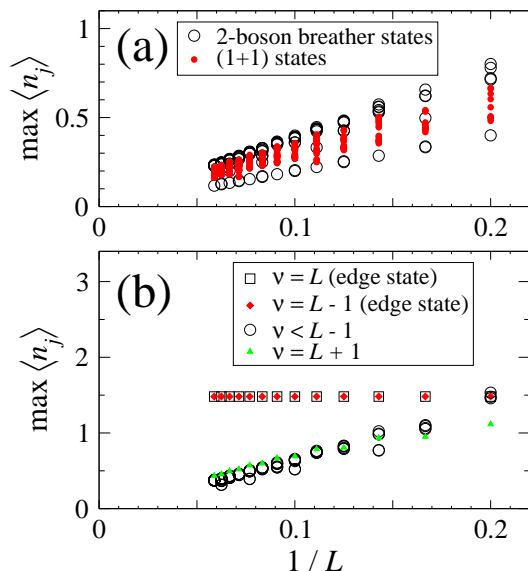 (a)
2-boson breather states
(1+1) states
max ⟨n_j⟩
1
0.5
0
0 0.1 0.2
(b)
ν = L (edge state)
ν = L - 1 (edge state)
ν < L - 1
ν = L + 1
max ⟨n_j⟩
3
2
1
0
0 0.1 0.2
1 / L